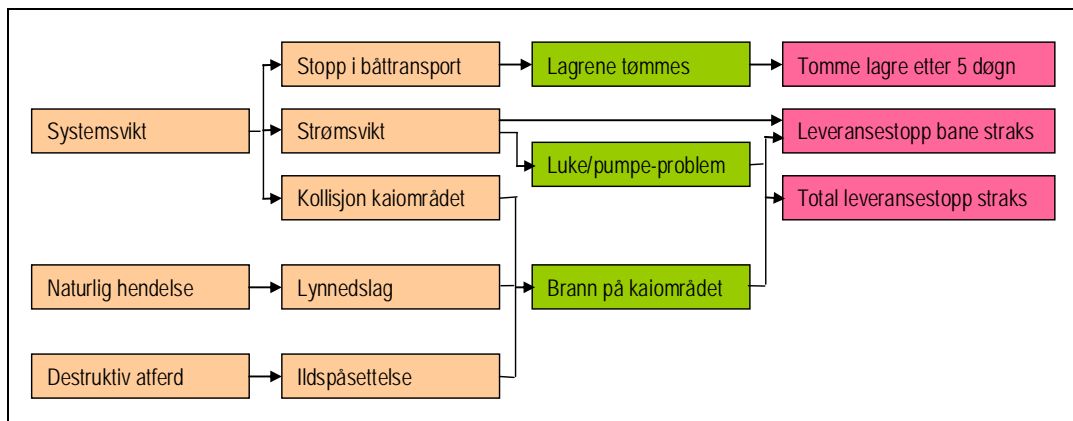 Stopp i båttransport
Lagrene tømmes
Tomme lagre etter 5 døgn
Systemsvikt
Strømsvikt
Leveransestopp bane straks
Luke/pumpe-problem
Kollisjon kaiområdet
Total leveransestopp straks
Naturlig hendelse
Lynnedslag
Brann på kaiområdet
Destruktiv atferd
Ildspåsettelse